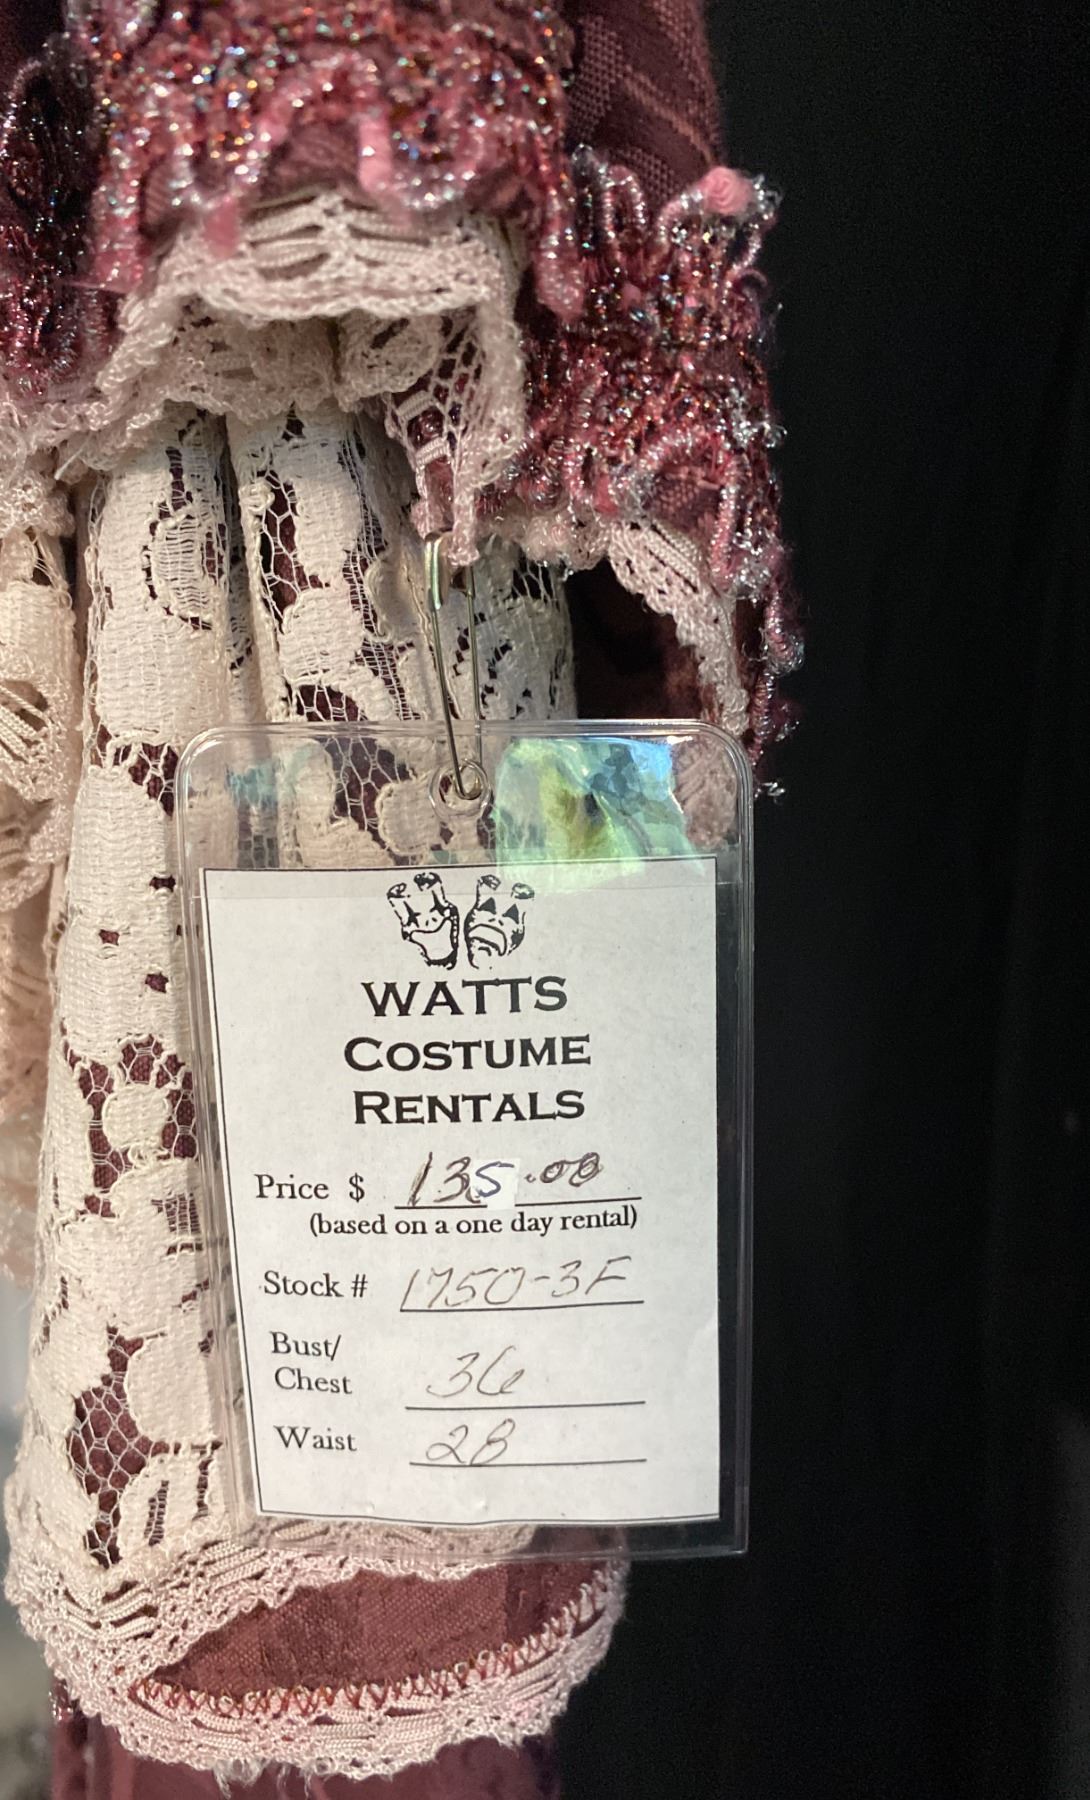 WATTS
COSTUME
RENTALS
Price $ 135.00
(based on a one day rental)
Stock # 1750-3F
Bust/
Chest 36
Waist 28